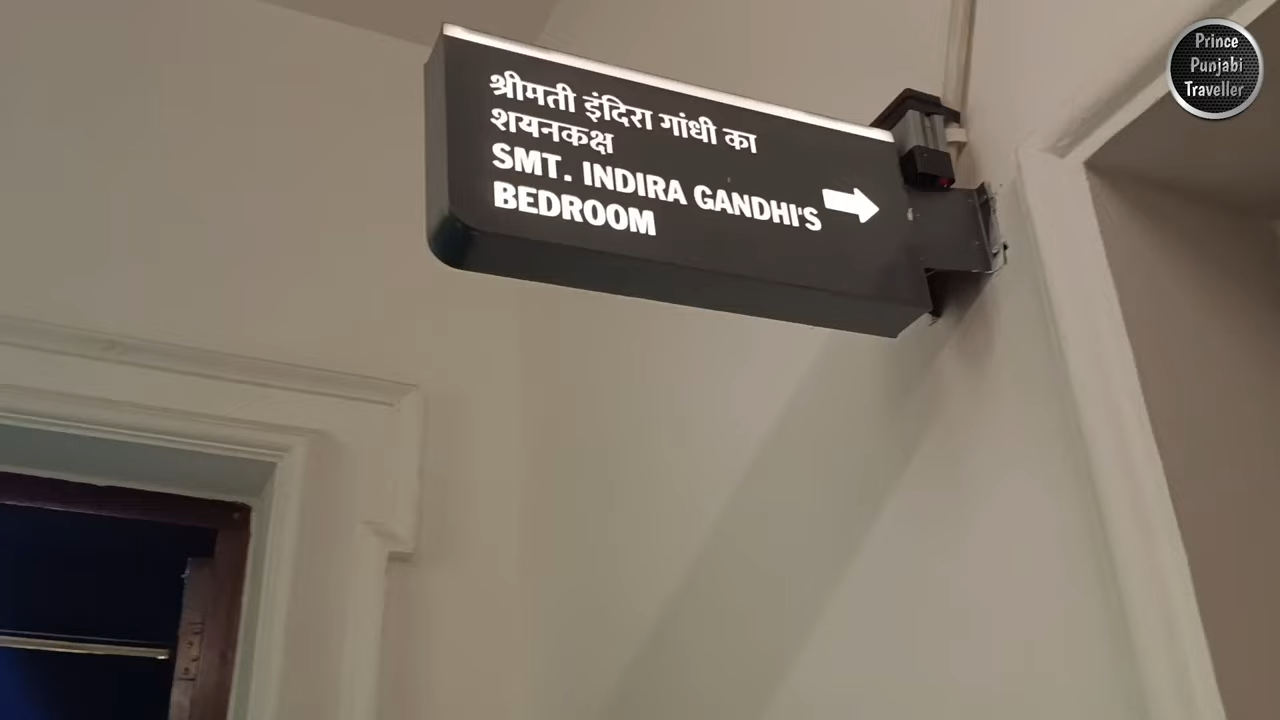 श्रीमती इंदिरा गांधी का
शयनकक्ष
SMT. INDIRA GANDHI'S
BEDROOM
Prince
Punjabi
Traveller